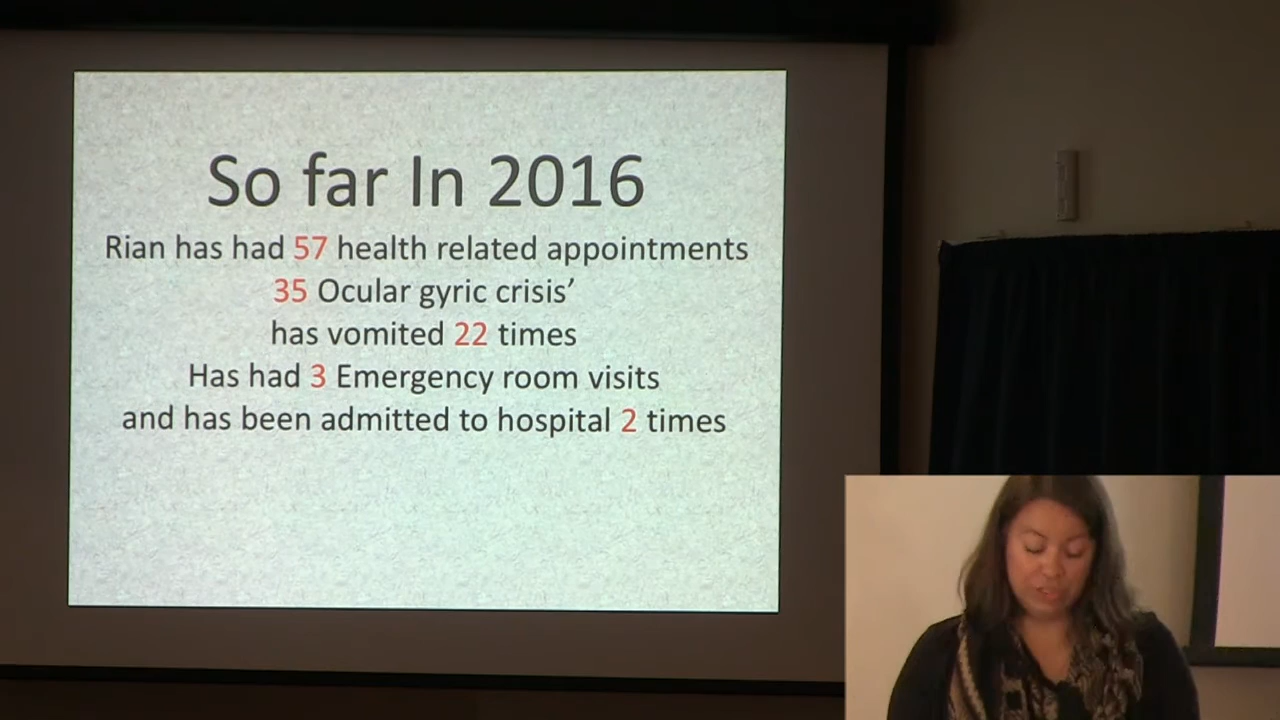 So far In 2016
Rian has had 57 health related appointments
35 Ocular gyric crisis’
has vomited 22 times
Has had 3 Emergency room visits
and has been admitted to hospital 2 times